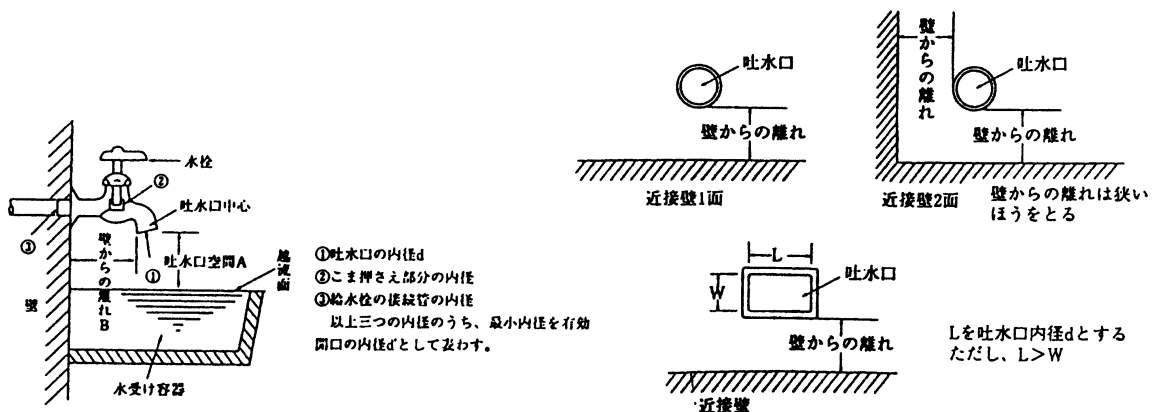 水栓
②
吐水口中心
③
壁からの離れB
①
吐水口空間A
越流面
壁
水受け容器
①吐水口の内径d
②こま押さえ部分の内径
③給水栓の接続管の内径
以上三つの内径のうち、最小内径を有効
開口の内径d'として表わす。
吐水口
壁からの離れ
近接壁1面
壁からの離れ
吐水口
壁からの離れ
近接壁2面
壁からの離れは狭い
ほうをとる
L
W
吐水口
壁からの離れ
近接壁
Lを吐水口内径dとする
ただし、L>W